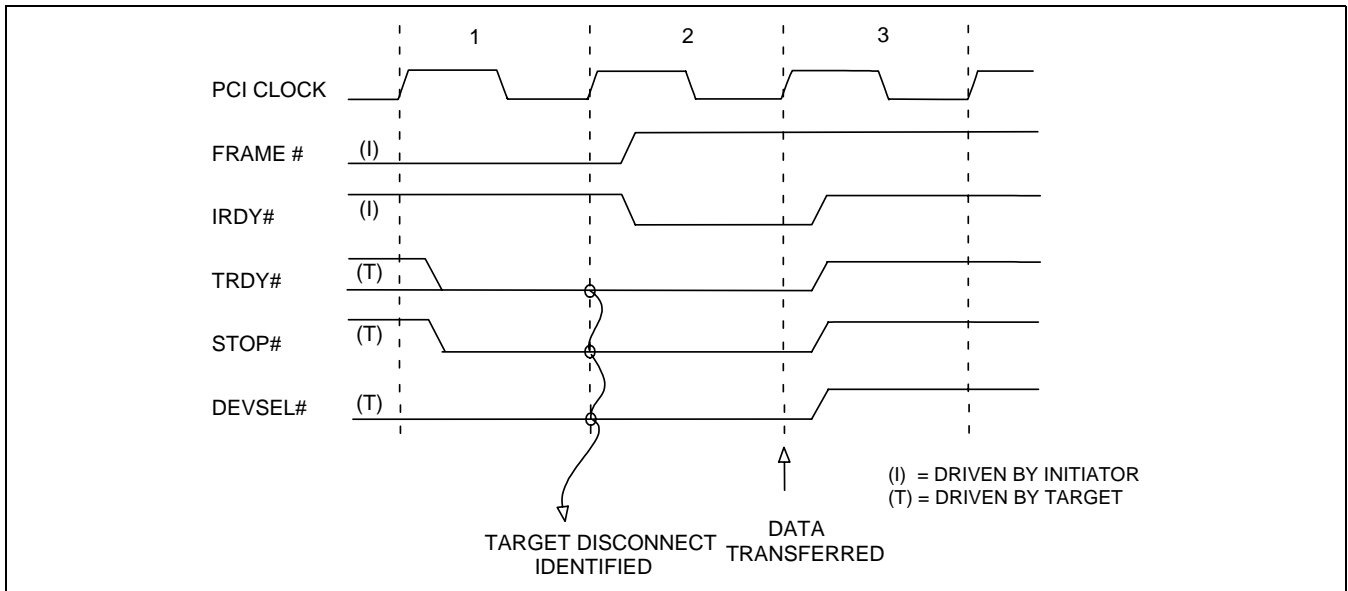 1 2 3
PCI CLOCK
FRAME # (I)
IRDY# (I)
TRDY# (T)
STOP# (T)
DEVSEL# (T)
(I) = DRIVEN BY INITIATOR
(T) = DRIVEN BY TARGET
TARGET DISCONNECT
IDENTIFIED
DATA
TRANSFERRED